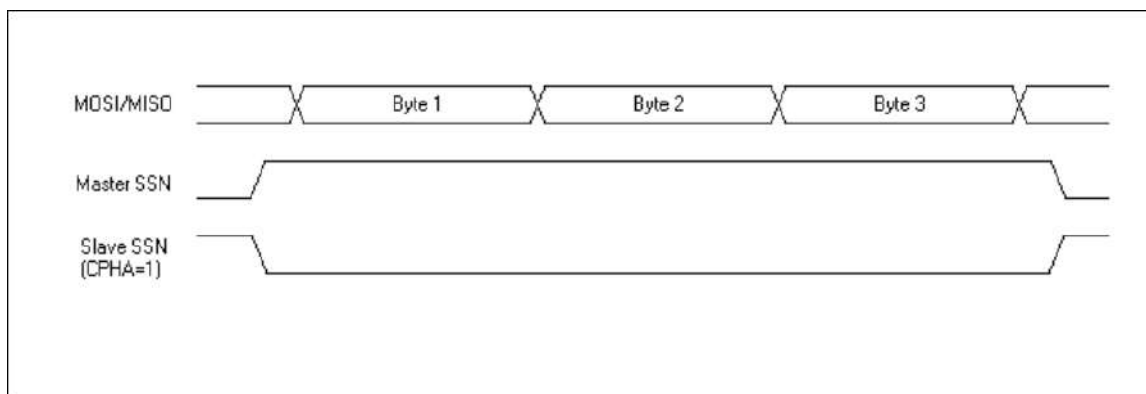 MOSI/MISO
Byte 1
Byte 2
Byte 3
Master SSN
Slave SSN
(CPHA=1)